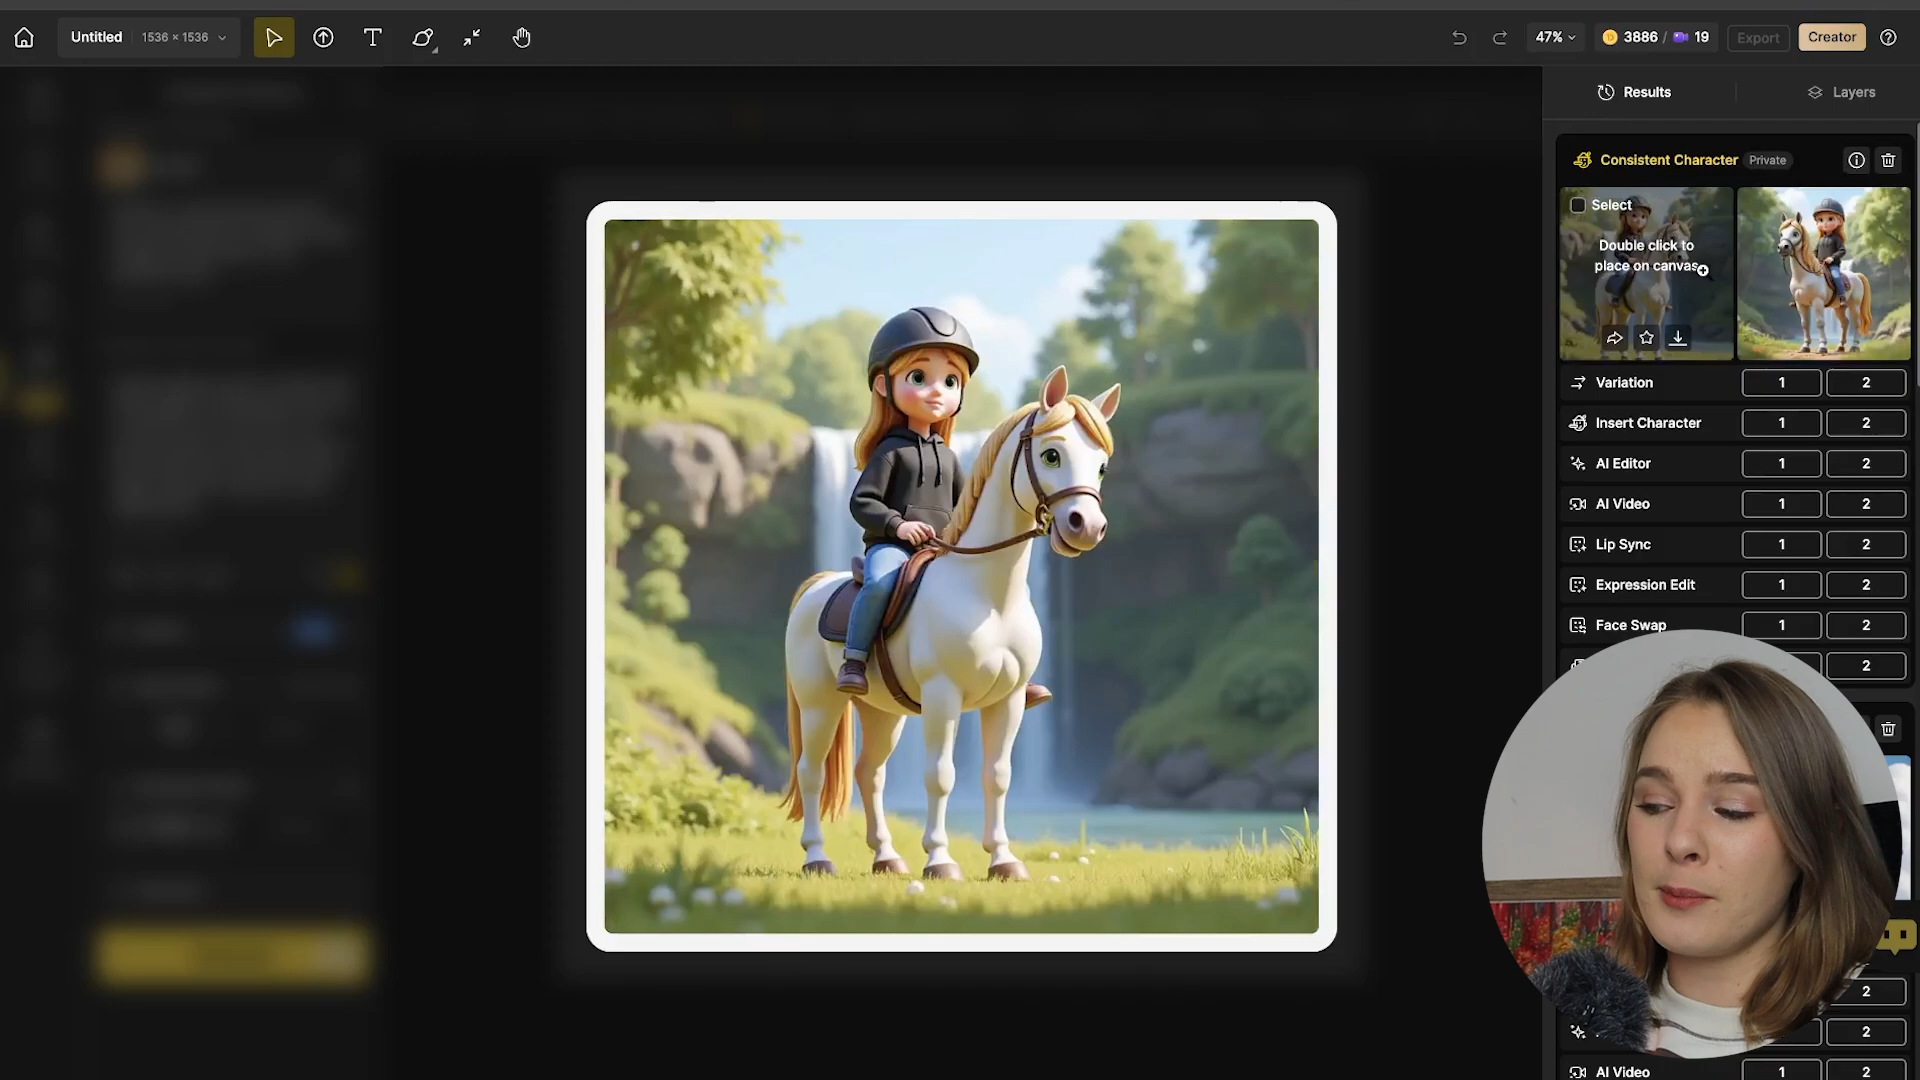 Untitled 1536 × 1536
T
47%
3886 / 19
Export
Creator
Results
Layers
Consistent Character Private
Select
Double click to
place on canvas
Variation 1 2
Insert Character 1 2
AI Editor 1 2
AI Video 1 2
Lip Sync 1 2
Expression Edit 1 2
Face Swap 1 2
2
2
2
AI Video 1 2